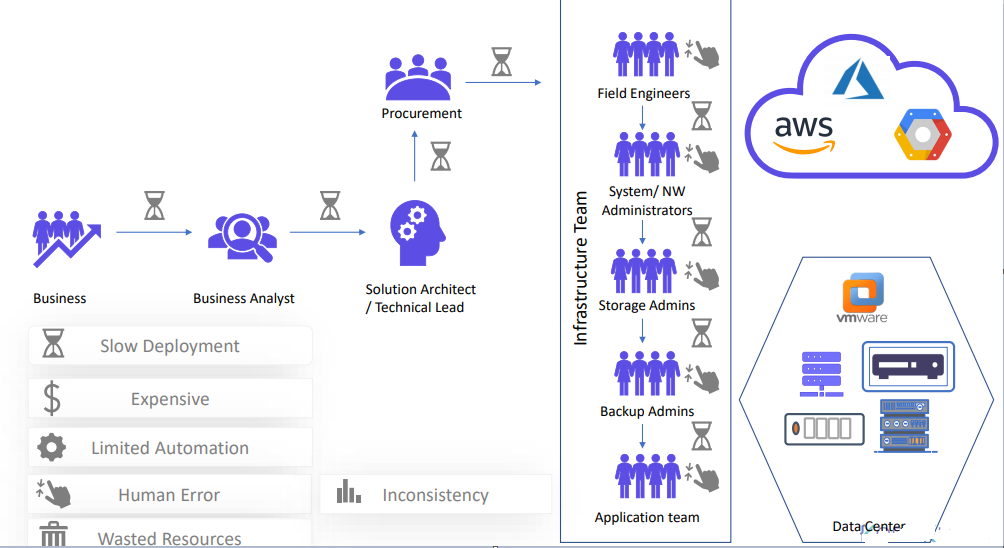 Procurement
Business
Business Analyst
Solution Architect
/ Technical Lead
Slow Deployment
Expensive
Limited Automation
Human Error
Inconsistency
Wasted Resources
Infrastructure Team
Field Engineers
System/ NW
Administrators
Storage Admins
Backup Admins
Application team
aws
vmware
Data Center